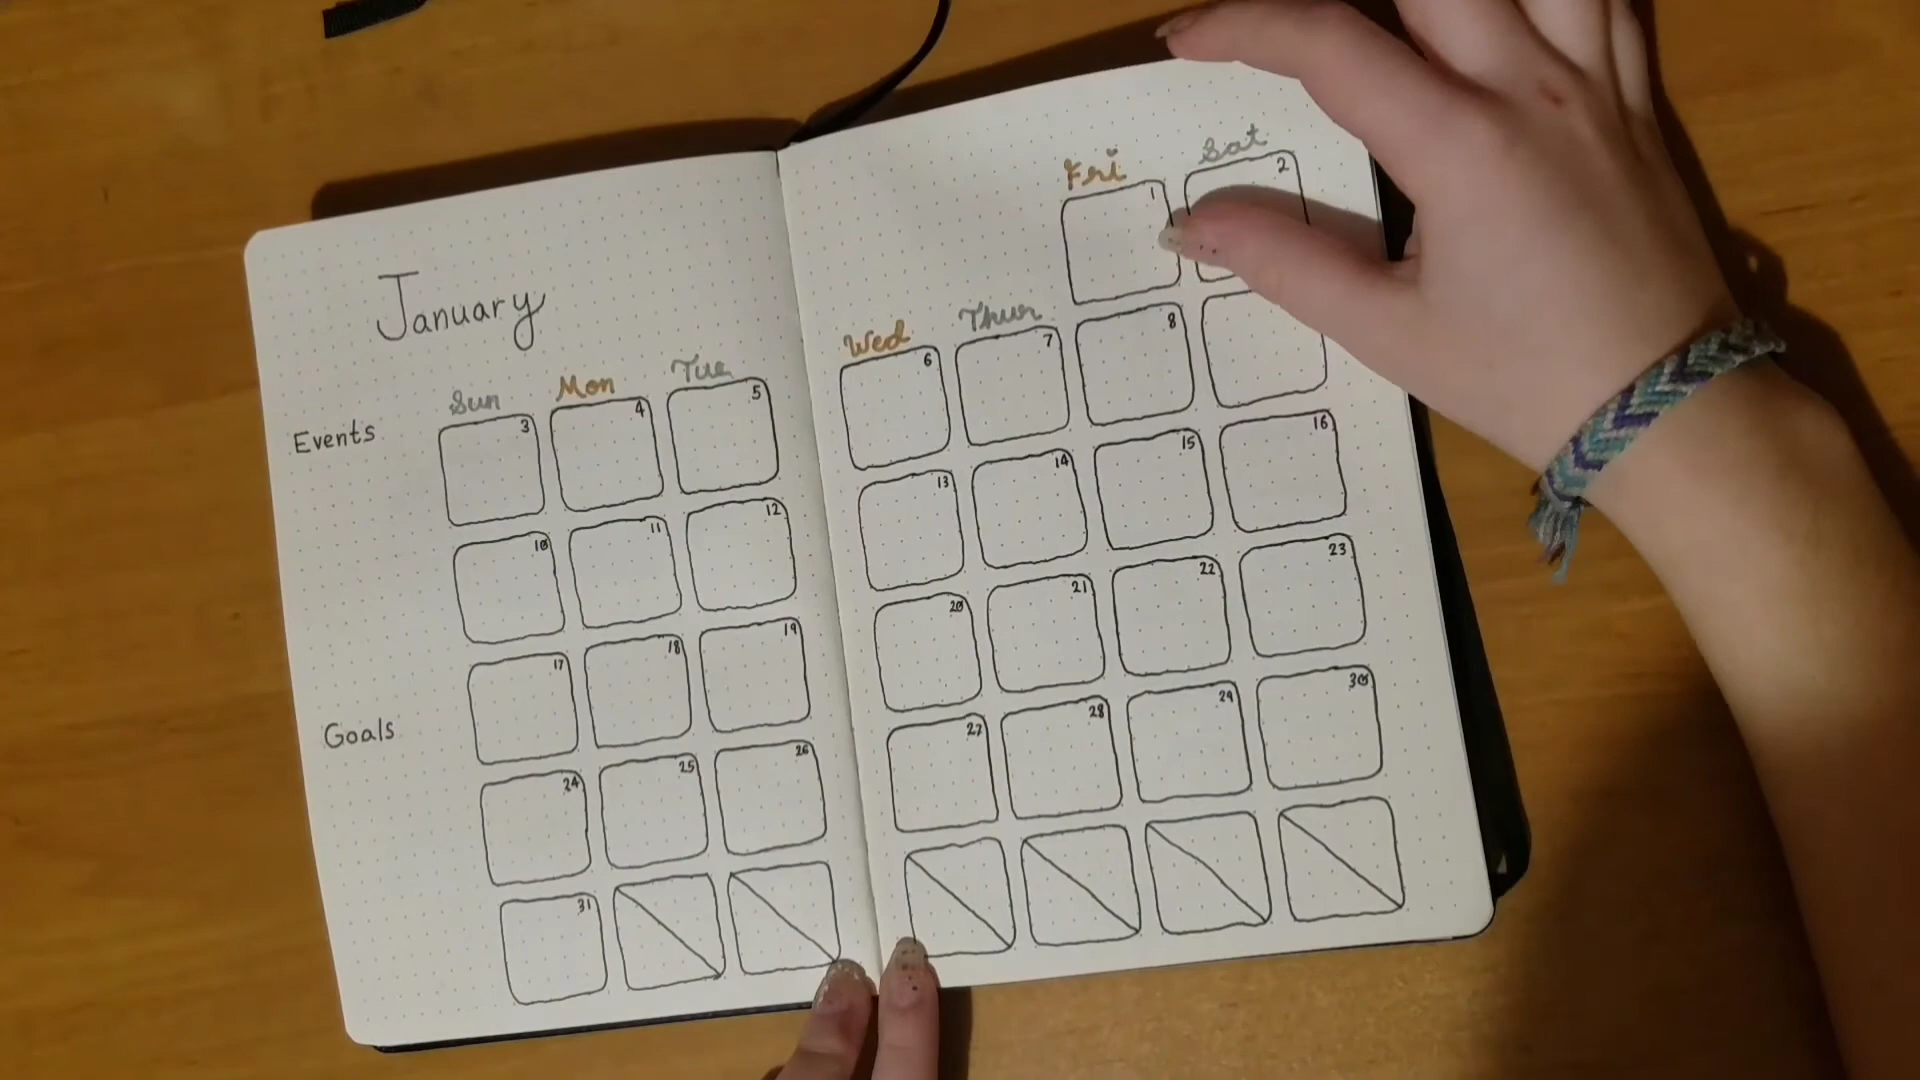 January
Fri Sat
1 2
Wed Thur
6 7 8
Sun Mon Tue
Events
3 4 5
13 14 15 16
10 11 12
20 21 22 23
17 18 19
Goals
27 28 29 30
24 25 26
31